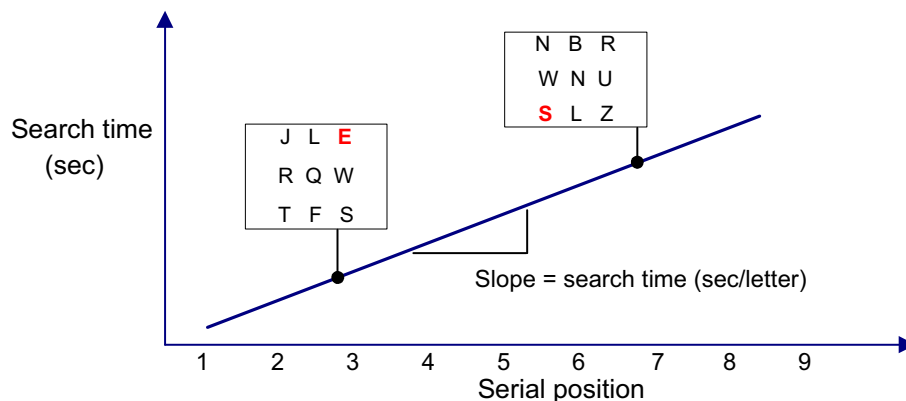 N B R
W N U
S L Z
Search time
(sec)
J L E
R Q W
T F S
Slope = search time (sec/letter)
1 2 3 4 5 6 7 8 9
Serial position